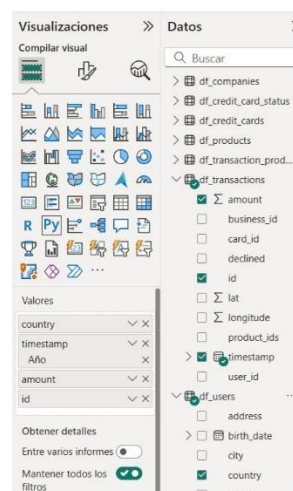 Visualizaciones
Compilar visual
123
R Py
Valores
country
timestamp
Año
amount
id
Obtener detalles
Entre varios informes
Mantener todos los filtros
Datos
Buscar
df_companies
df_credit_card_status
df_credit_cards
df_products
df_transaction_prod...
df_transactions
∑ amount
business_id
card_id
declined
id
∑ lat
∑ longitude
product_ids
timestamp
user_id
df_users
address
birth_date
city
country